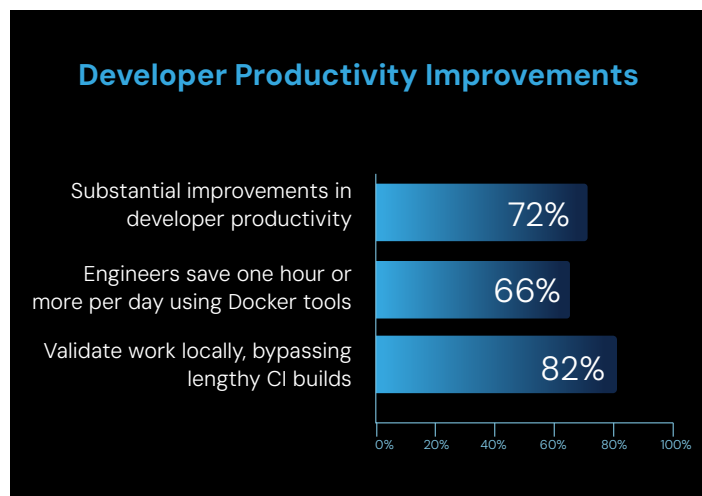 Developer Productivity Improvements
Substantial improvements in
developer productivity
72%
Engineers save one hour or
more per day using Docker tools
66%
Validate work locally, bypassing
lengthy CI builds
82%
0% 20% 40% 60% 80% 100%